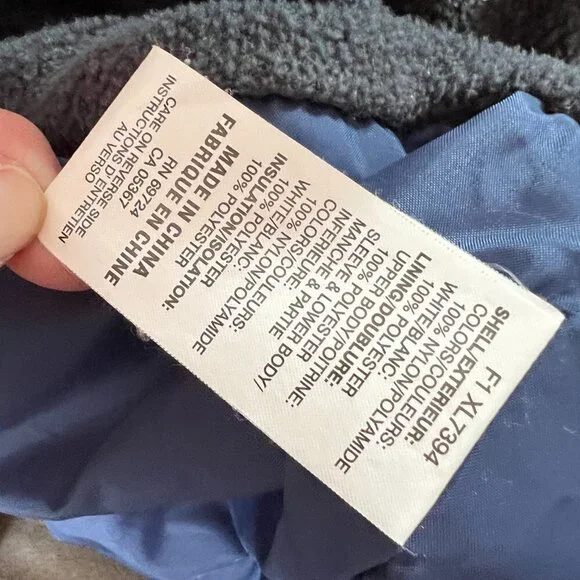 F1 XL7394
SHELL/EXTERIEUR:
COLORS/COULEURS:
100% NYLON/POLYAMIDE
WHITE/BLANC:
100% POLYESTER
LINING/DOUBLURE:
UPPER BODY/POITRINE:
100% POLYESTER
SLEEVE & LOWER BODY/
MANCHE & PARTIE
INFERIEURE:
COLORS/COULEURS:
100% NYLON/POLYAMIDE
WHITE/BLANC:
100% POLYESTER
INSULATION/ISOLATION:
100% POLYESTER
MADE IN CHINA
FABRIQUE EN CHINE
RN 69724
CA 05367
CARE ON REVERSE SIDE
INSTRUCTIONS D'ENTRETIEN
AU VERSO